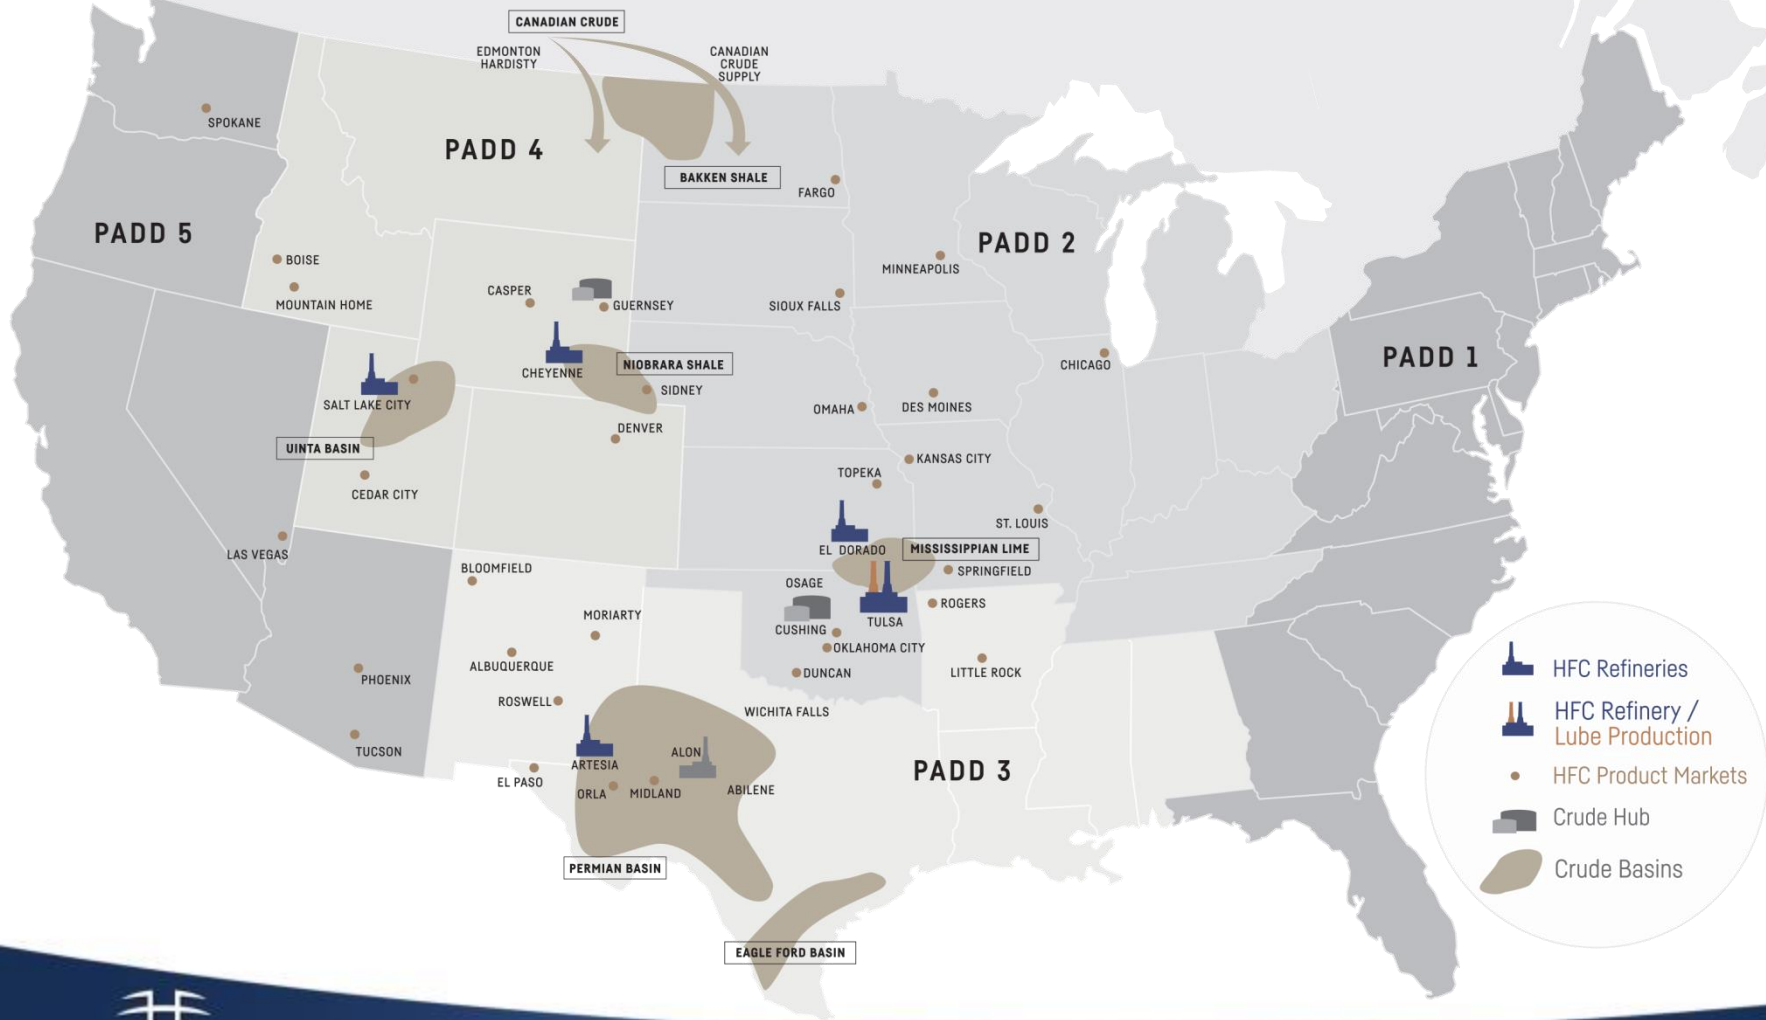 CANADIAN CRUDE
EDMONTON
HARDISTY
CANADIAN
CRUDE
SUPPLY
SPOKANE
PADD 4
BAKKEN SHALE
FARGO
PADD 5
PADD 2
BOISE
MINNEAPOLIS
MOUNTAIN HOME
CASPER
GUERNSEY
SIOUX FALLS
PADD 1
CHEYENNE
NIOBRARA SHALE
CHICAGO
SIDNEY
SALT LAKE CITY
OMAHA
DES MOINES
DENVER
UINTA BASIN
KANSAS CITY
TOPEKA
CEDAR CITY
ST. LOUIS
LAS VEGAS
EL DORADO
MISSISSIPPIAN LIME
BLOOMFIELD
SPRINGFIELD
OSAGE
ROGERS
MORIARTY
TULSA
CUSHING
OKLAHOMA CITY
ALBUQUERQUE
DUNCAN
LITTLE ROCK
PHOENIX
ROSWELL
WICHITA FALLS
TUCSON
ALON
ARTESIA
PADD 3
EL PASO
ORLA
MIDLAND
ABILENE
PERMIAN BASIN
EAGLE FORD BASIN
HFC Refineries
HFC Refinery /
Lube Production
HFC Product Markets
Crude Hub
Crude Basins